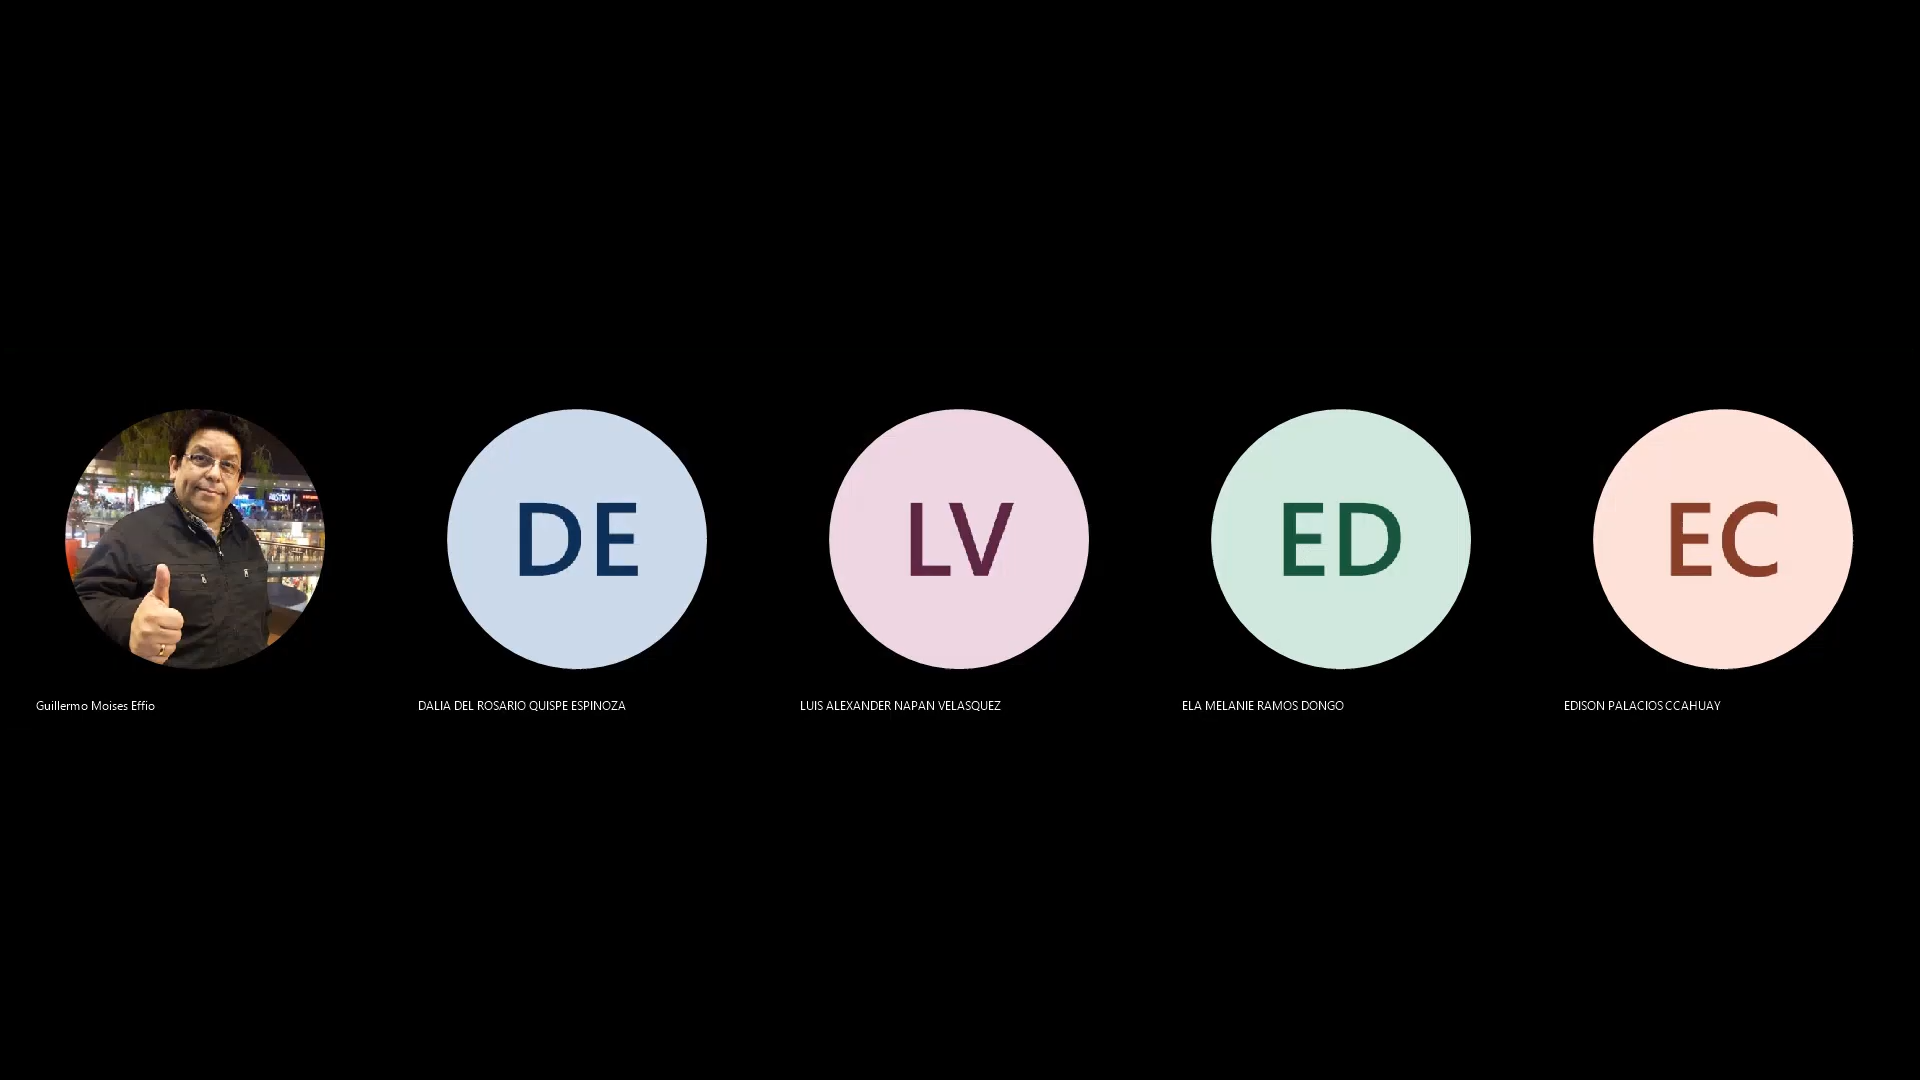 RUSTICA
DE
LV
ED
EC
Guillermo Moises Effio
DALIA DEL ROSARIO QUISPE ESPINOZA
LUIS ALEXANDER NAPAN VELASQUEZ
ELA MELANIE RAMOS DONGO
EDISON PALACIOS CCAHUAY